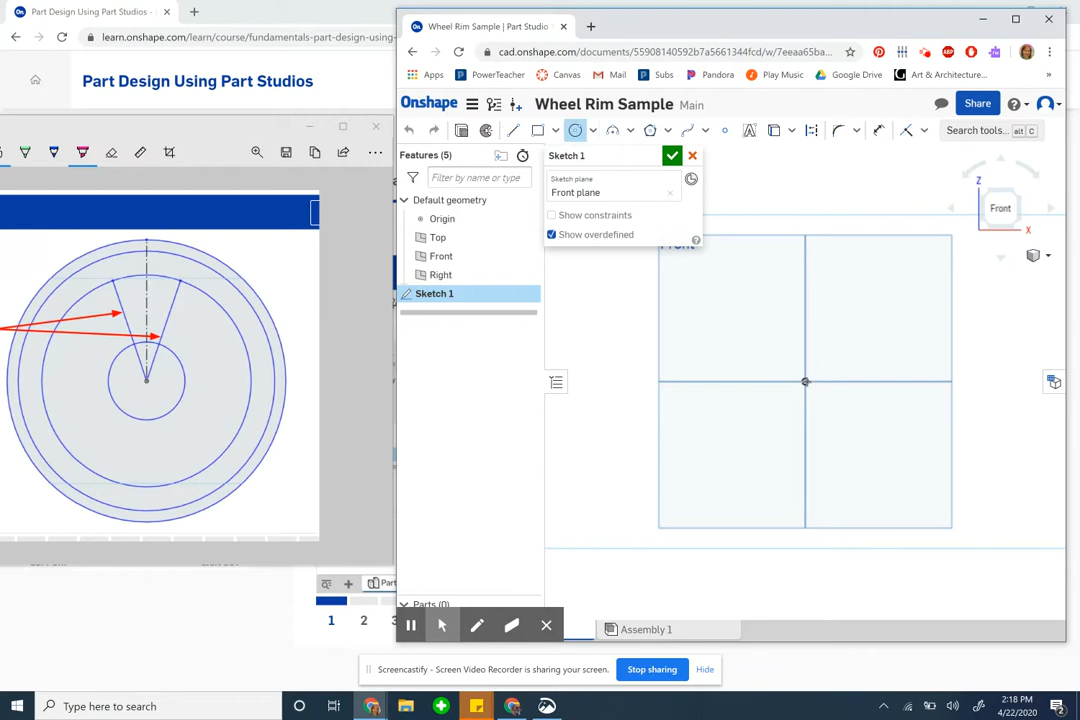 Part Design Using Part Studios -
learn.onshape.com/learn/course/fundamentals-part-design-using-
Part Design Using Part Studios
1
2
Wheel Rim Sample | Part Studio
cad.onshape.com/documents/55908140592b7a5661344fcd/w/7eeaa65ba...
Apps
PowerTeacher
Canvas
Mail
Subs
Pandora
Play Music
Google Drive
Art & Architecture...
»
Onshape
Wheel Rim Sample
Main
Share
Search tools...
alt C
Features (5)
Filter by name or type
Default geometry
Origin
Top
Front
Right
Sketch 1
Parts (0)
Sketch 1
Sketch plane
Front plane
Show constraints
Show overdefined
Front
Z
X
Assembly 1
Screencastify - Screen Video Recorder is sharing your screen.
Stop sharing
Hide
Type here to search
2:18 PM
4/22/2020
2